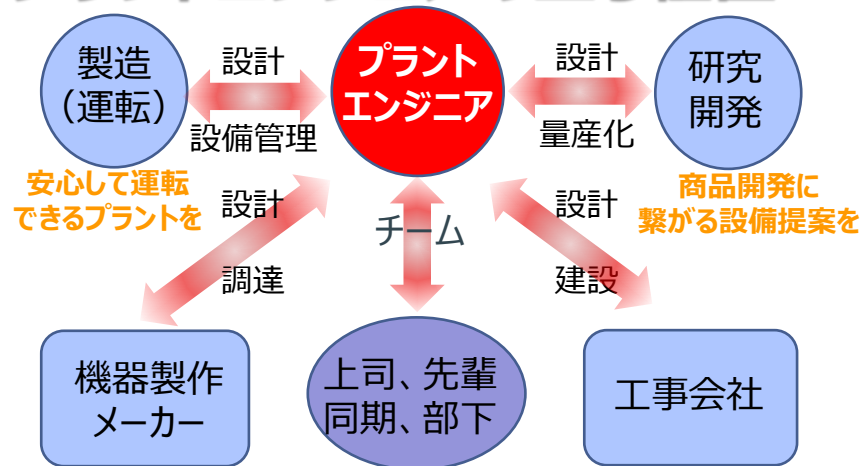 製造
（運転）
設計
設備管理
プラント
エンジニア
設計
量産化
研究
開発
安心して運転
できるプラントを
商品開発に
繋がる設備提案を
設計
調達
チーム
設計
建設
機器製作
メーカー
上司、先輩
同期、部下
工事会社